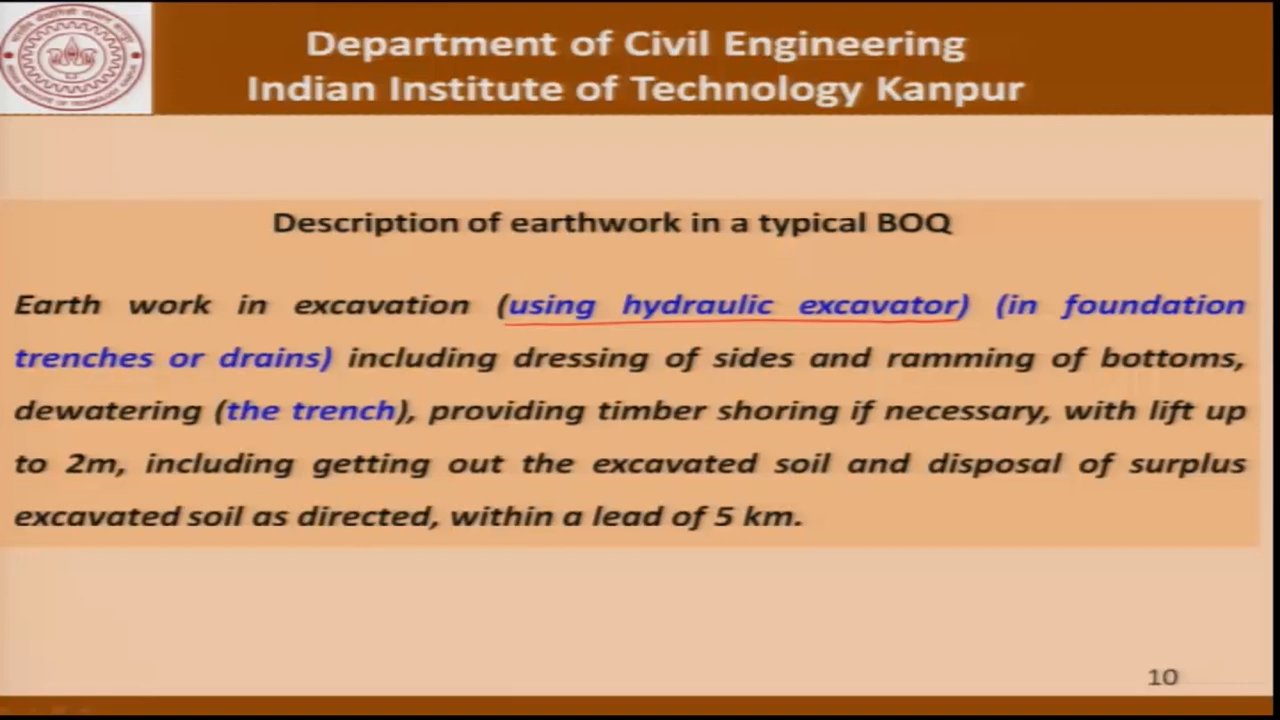 Department of Civil Engineering
Indian Institute of Technology Kanpur
Description of earthwork in a typical BOQ
Earth work in excavation (using hydraulic excavator) (in foundation
trenches or drains) including dressing of sides and ramming of bottoms,
dewatering (the trench), providing timber shoring if necessary, with lift up
to 2m, including getting out the excavated soil and disposal of surplus
excavated soil as directed, within a lead of 5 km.
10